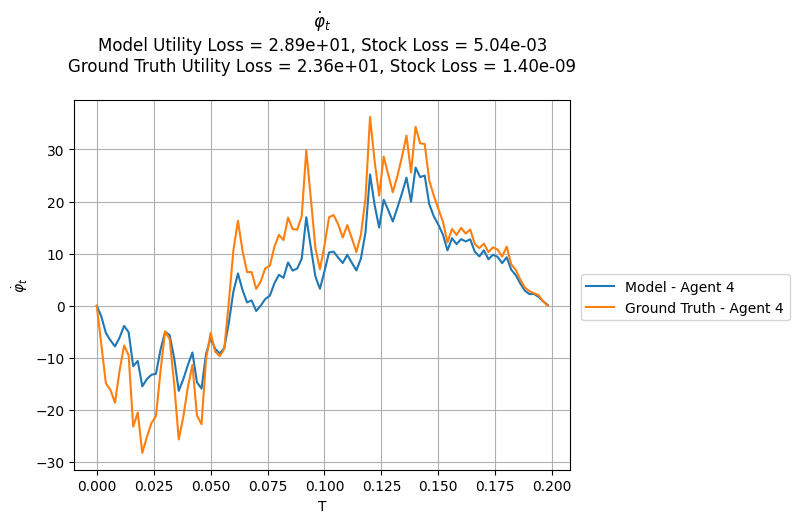 φ̇ₜ
Model Utility Loss = 2.89e+01, Stock Loss = 5.04e-03
Ground Truth Utility Loss = 2.36e+01, Stock Loss = 1.40e-09
φ̇ₜ
30
20
10
0
−10
−20
−30
0.000 0.025 0.050 0.075 0.100 0.125 0.150 0.175 0.200
T
Model - Agent 4
Ground Truth - Agent 4